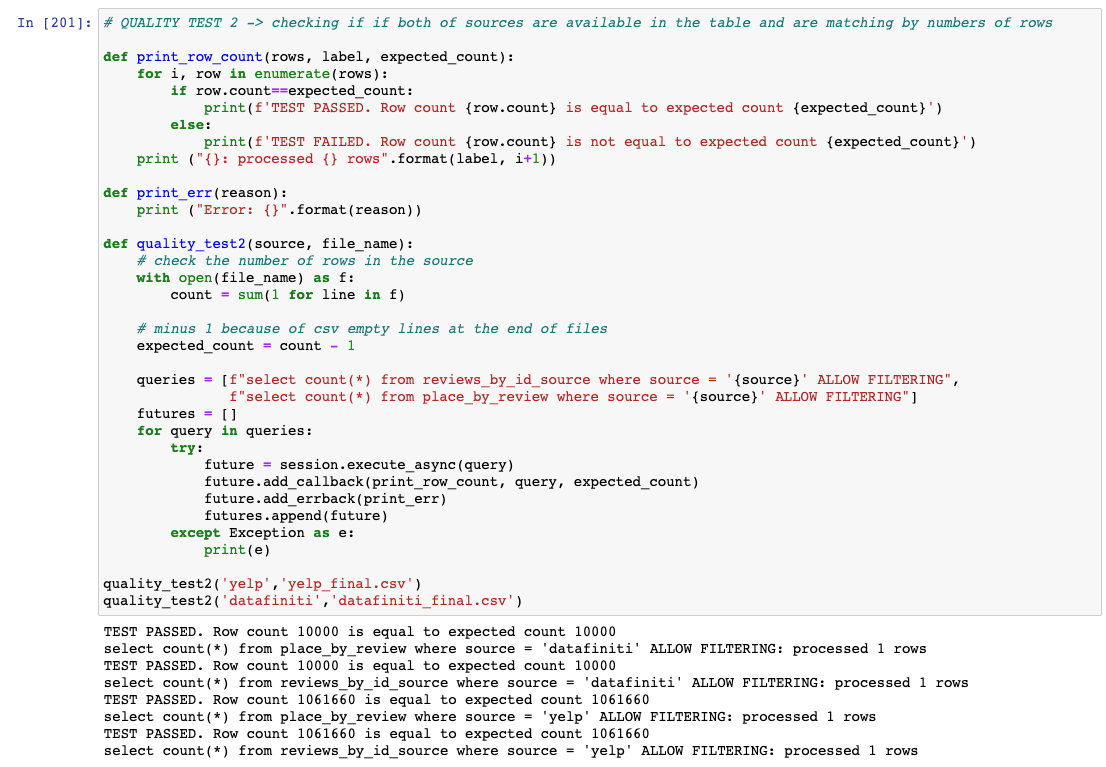 In [201]: # QUALITY TEST 2 -> checking if if both of sources are available in the table and are matching by numbers of rows

def print_row_count(rows, label, expected_count):
    for i, row in enumerate(rows):
        if row.count==expected_count:
            print(f'TEST PASSED. Row count {row.count} is equal to expected count {expected_count}')
        else:
            print(f'TEST FAILED. Row count {row.count} is not equal to expected count {expected_count}')
    print ("{}: processed {} rows".format(label, i+1))

def print_err(reason):
    print ("Error: {}".format(reason))

def quality_test2(source, file_name):
    # check the number of rows in the source
    with open(file_name) as f:
        count = sum(1 for line in f)

    # minus 1 because of csv empty lines at the end of files
    expected_count = count - 1

    queries = [f"select count(*) from reviews_by_id_source where source = '{source}' ALLOW FILTERING",
               f"select count(*) from place_by_review where source = '{source}' ALLOW FILTERING"]
    futures = []
    for query in queries:
        try:
            future = session.execute_async(query)
            future.add_callback(print_row_count, query, expected_count)
            future.add_errback(print_err)
            futures.append(future)
        except Exception as e:
            print(e)

quality_test2('yelp','yelp_final.csv')
quality_test2('datafiniti','datafiniti_final.csv')

TEST PASSED. Row count 10000 is equal to expected count 10000
select count(*) from place_by_review where source = 'datafiniti' ALLOW FILTERING: processed 1 rows
TEST PASSED. Row count 10000 is equal to expected count 10000
select count(*) from reviews_by_id_source where source = 'datafiniti' ALLOW FILTERING: processed 1 rows
TEST PASSED. Row count 1061660 is equal to expected count 1061660
select count(*) from place_by_review where source = 'yelp' ALLOW FILTERING: processed 1 rows
TEST PASSED. Row count 1061660 is equal to expected count 1061660
select count(*) from reviews_by_id_source where source = 'yelp' ALLOW FILTERING: processed 1 rows